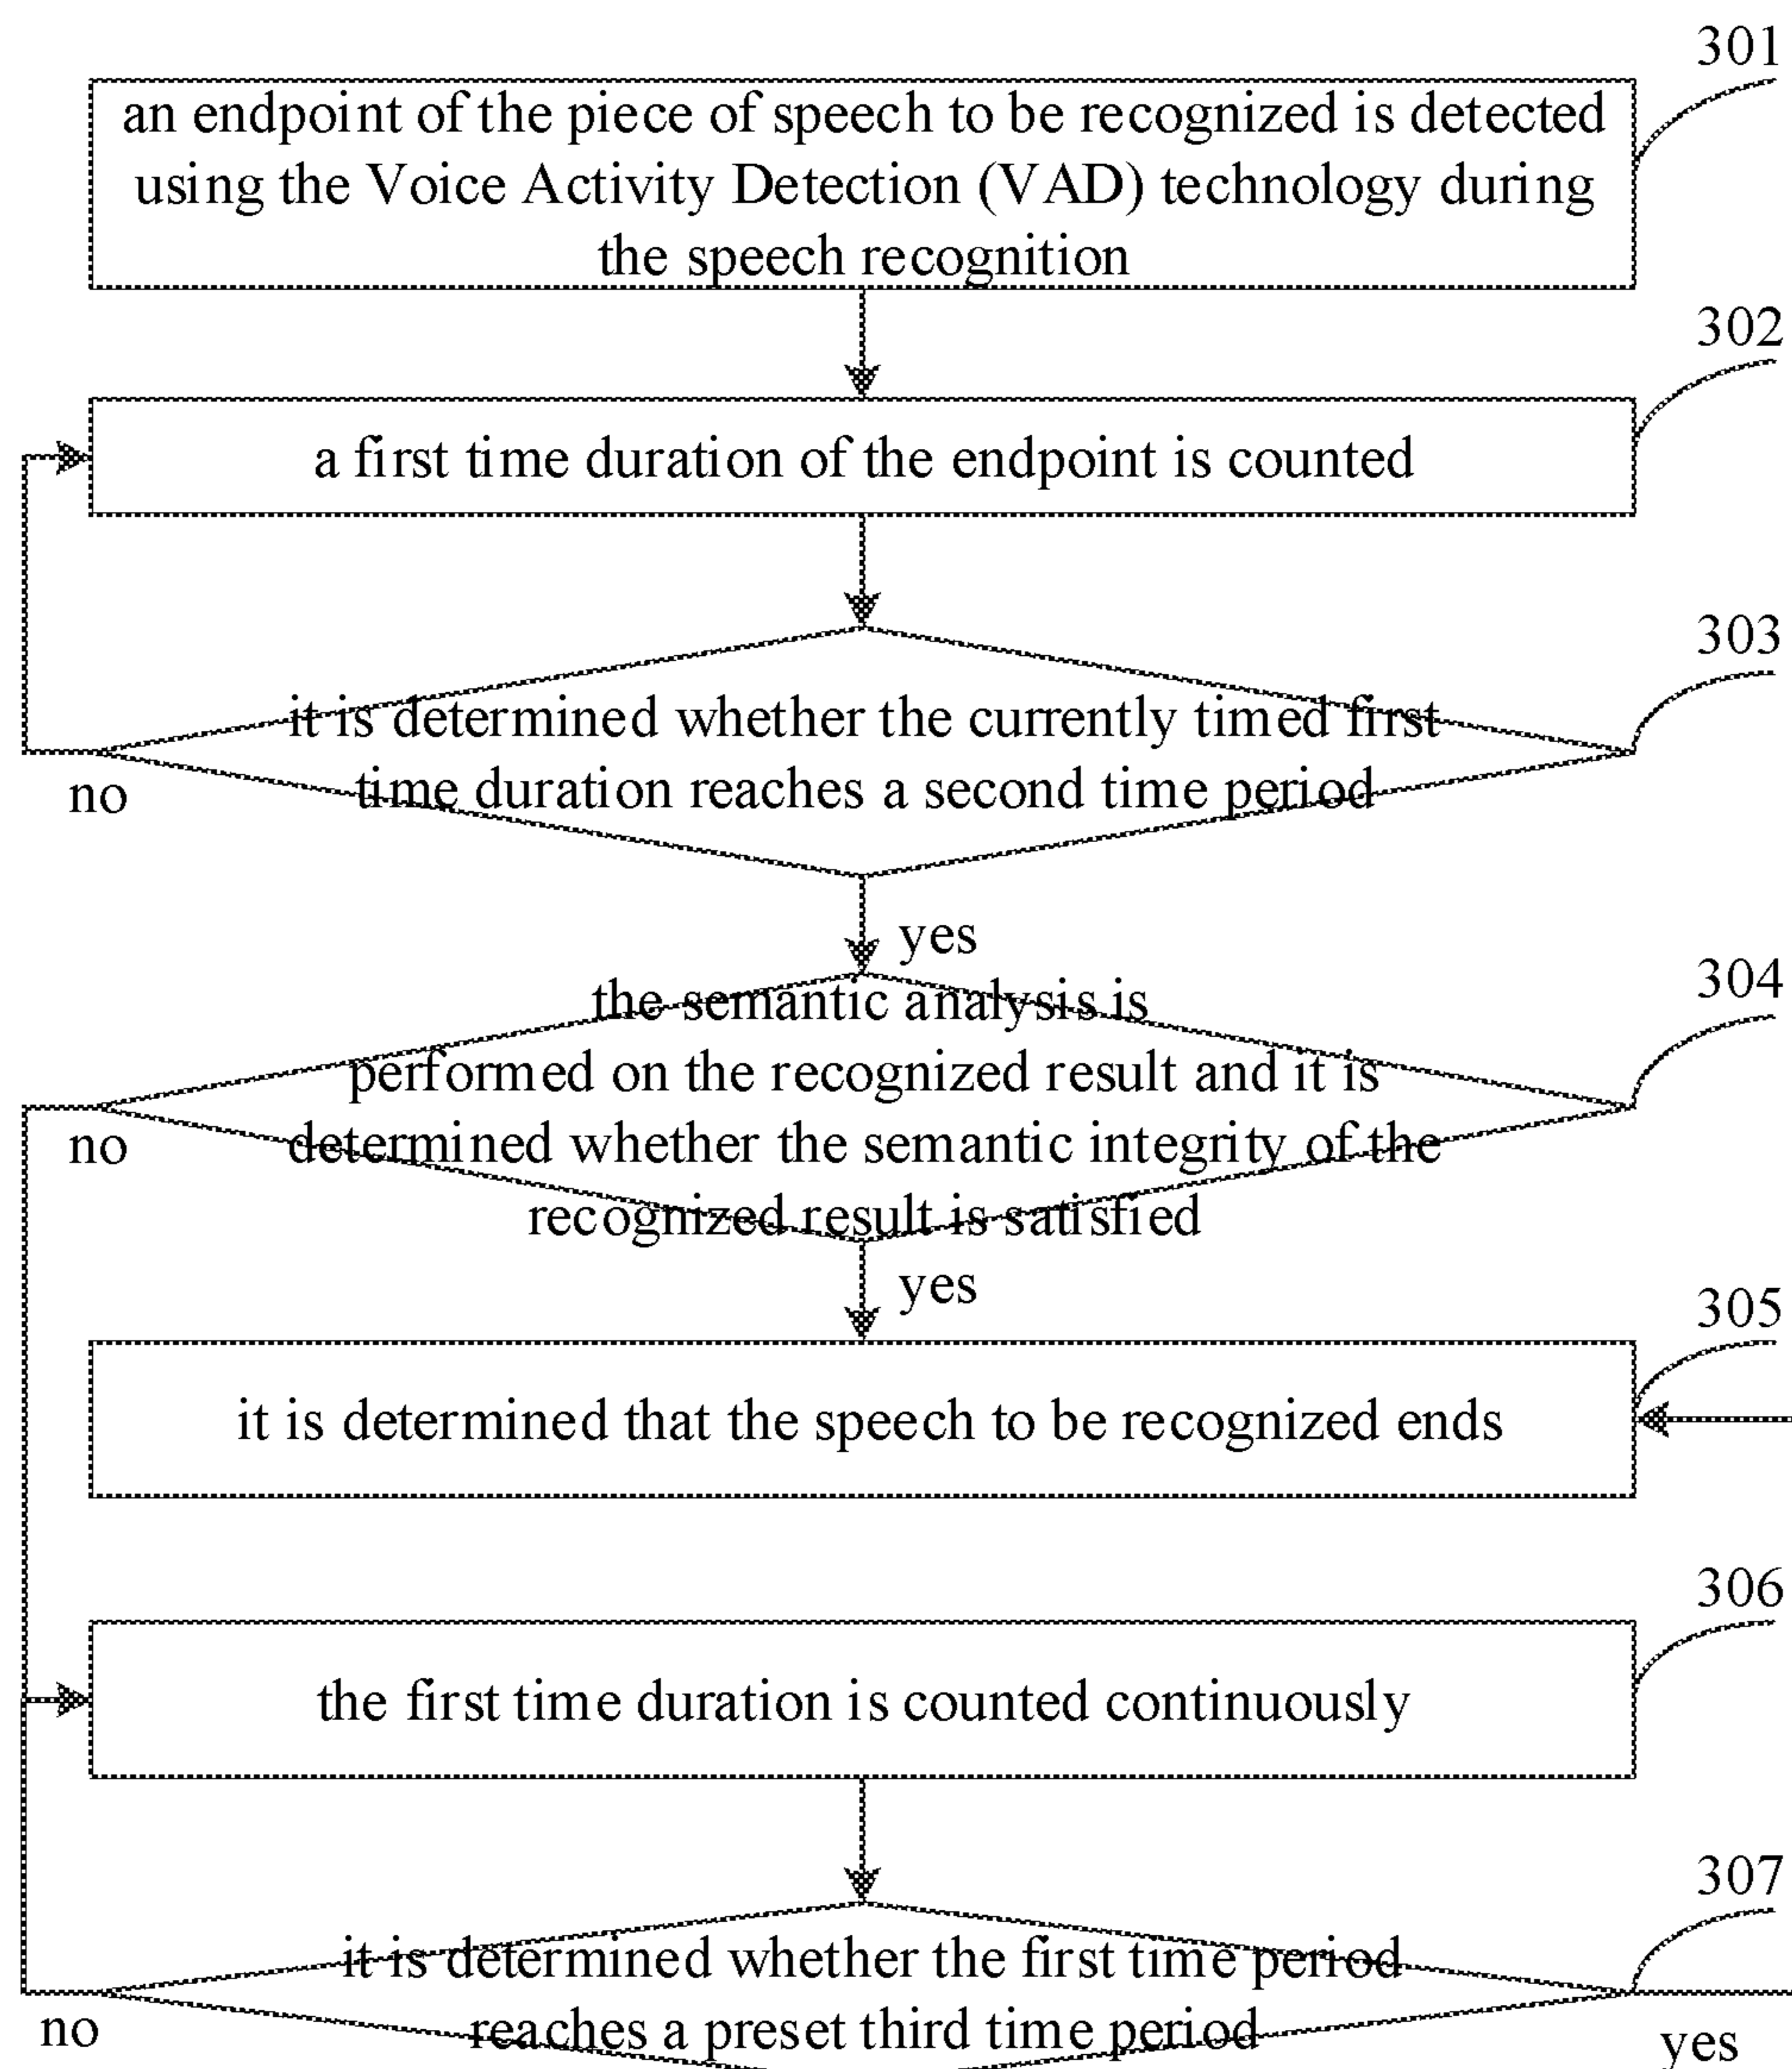 301
an endpoint of the piece of speech to be recognized is detected
using the Voice Activity Detection (VAD) technology during
the speech recognition
302
a first time duration of the endpoint is counted
303
it is determined whether the currently timed first
time duration reaches a second time period
no
yes
304
the semantic analysis is
performed on the recognized result and it is
determined whether the semantic integrity of the
recognized result is satisfied
no
yes
305
it is determined that the speech to be recognized ends
306
the first time duration is counted continuously
307
it is determined whether the first time period
reaches a preset third time period
no
yes